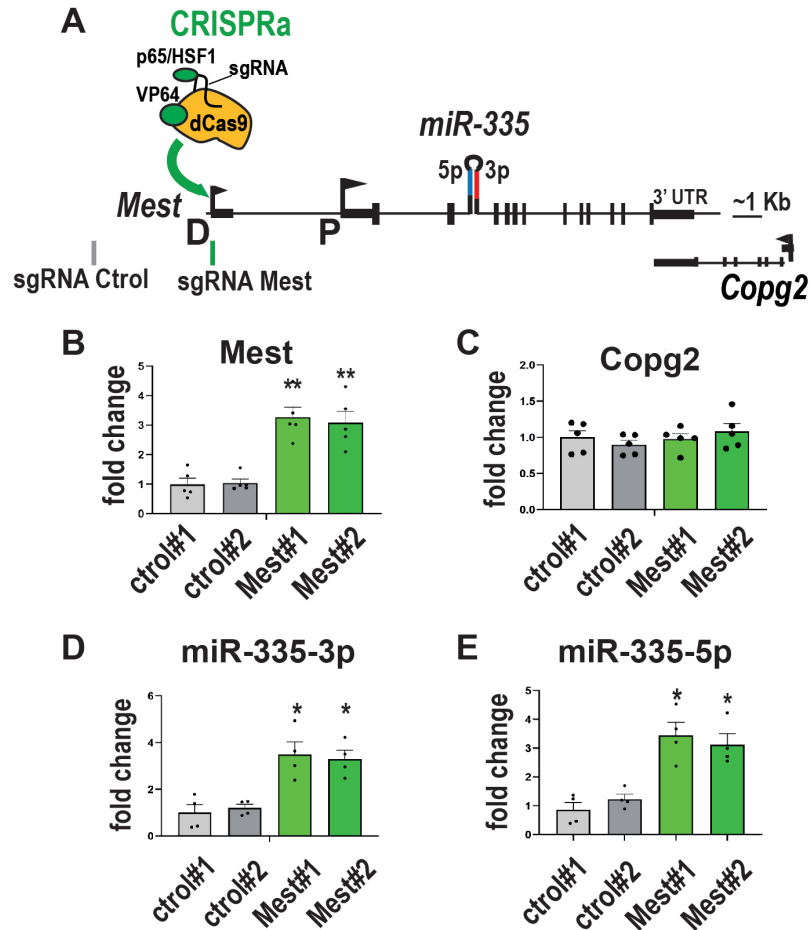 A
CRISPRa
p65/HSF1
sgRNA
VP64
dCas9
miR-335
5p 3p
Mest
3' UTR
~1 Kb
D
P
sgRNA Ctrol
sgRNA Mest
Copg2
B
Mest
fold change
5
4
3
2
1
0
** **
ctrol#1
ctrol#2
Mest#1
Mest#2
C
Copg2
fold change
2.0
1.5
1.0
0.5
0.0
ctrol#1
ctrol#2
Mest#1
Mest#2
D
miR-335-3p
fold change
6
4
2
0
* *
ctrol#1
ctrol#2
Mest#1
Mest#2
E
miR-335-5p
fold change
5
4
3
2
1
0
* *
ctrol#1
ctrol#2
Mest#1
Mest#2